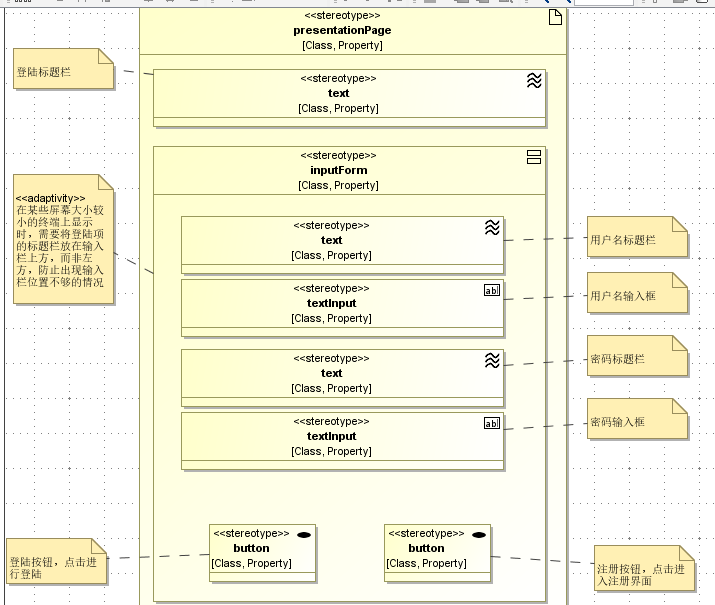 <<stereotype>>
presentationPage
[Class, Property]
登陆标题栏
<<stereotype>>
text
[Class, Property]
<<stereotype>>
inputForm
[Class, Property]
<<adaptivity>>
在某些屏幕大小较
小的终端上显示
时，需要将登陆项
的标题栏放在输入
栏上方，而非左
方，防止出现输入
栏位置不够的情况
<<stereotype>>
text
[Class, Property]
用户名标题栏
<<stereotype>>
textInput
[Class, Property]
ab|
用户名输入框
<<stereotype>>
text
[Class, Property]
密码标题栏
<<stereotype>>
textInput
[Class, Property]
ab|
密码输入框
<<stereotype>>
button
[Class, Property]
<<stereotype>>
button
[Class, Property]
登陆按钮，点击进
行登陆
注册按钮，点击进
入注册界面